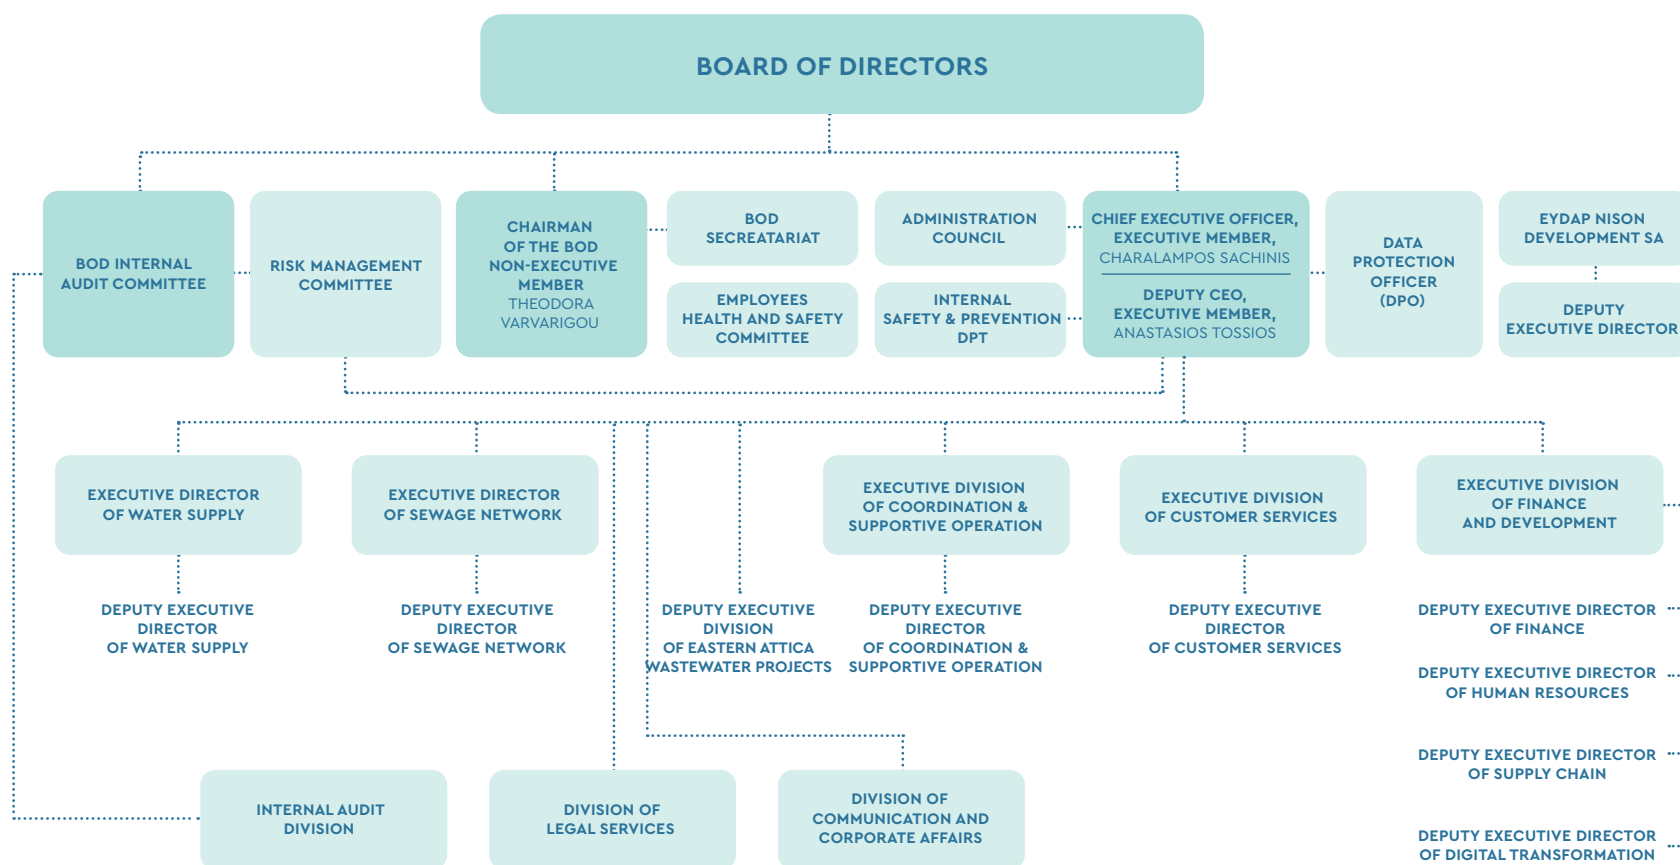 BOARD OF DIRECTORS
BOD INTERNAL
AUDIT COMMITTEE
RISK MANAGEMENT
COMMITTEE
CHAIRMAN
OF THE BOD
NON-EXECUTIVE
MEMBER
THEODORA
VARVARIGOU
BOD
SECREATARIAT
EMPLOYEES
HEALTH AND SAFETY
COMMITTEE
ADMINISTRATION
COUNCIL
INTERNAL
SAFETY & PREVENTION
DPT
CHIEF EXECUTIVE OFFICER,
EXECUTIVE MEMBER,
CHARALAMPOS SACHINIS
DEPUTY CEO,
EXECUTIVE MEMBER,
ANASTASIOS TOSSIOS
DATA
PROTECTION
OFFICER
(DPO)
EYDAP NISON
DEVELOPMENT SA
DEPUTY
EXECUTIVE DIRECTOR
EXECUTIVE DIRECTOR
OF WATER SUPPLY
EXECUTIVE DIRECTOR
OF SEWAGE NETWORK
EXECUTIVE DIVISION
OF COORDINATION &
SUPPORTIVE OPERATION
EXECUTIVE DIVISION
OF CUSTOMER SERVICES
EXECUTIVE DIVISION
OF FINANCE
AND DEVELOPMENT
DEPUTY EXECUTIVE
DIRECTOR
OF WATER SUPPLY
DEPUTY EXECUTIVE
DIRECTOR
OF SEWAGE NETWORK
DEPUTY EXECUTIVE
DIVISION
OF EASTERN ATTICA
WASTEWATER PROJECTS
DEPUTY EXECUTIVE
DIRECTOR
OF COORDINATION &
SUPPORTIVE OPERATION
DEPUTY EXECUTIVE
DIRECTOR
OF CUSTOMER SERVICES
DEPUTY EXECUTIVE DIRECTOR
OF FINANCE
DEPUTY EXECUTIVE DIRECTOR
OF HUMAN RESOURCES
DEPUTY EXECUTIVE DIRECTOR
OF SUPPLY CHAIN
DEPUTY EXECUTIVE DIRECTOR
OF DIGITAL TRANSFORMATION
INTERNAL AUDIT
DIVISION
DIVISION OF
LEGAL SERVICES
DIVISION OF
COMMUNICATION AND
CORPORATE AFFAIRS